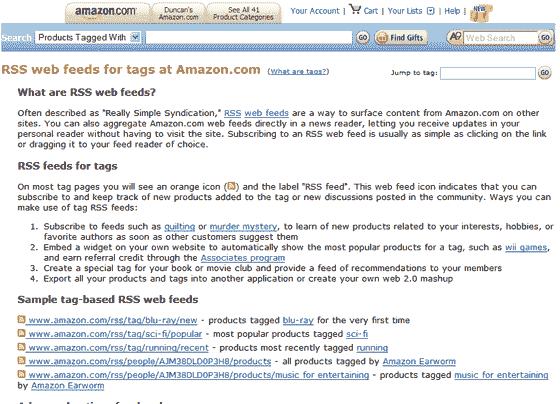 amazon.com
Duncan's Amazon.com
See All 41 Product Categories
Your Account | Cart | Your Lists | Help | NEW
Search Products Tagged With GO Find Gifts A9 Web Search GO
RSS web feeds for tags at Amazon.com (What are tags?) Jump to tag: GO
What are RSS web feeds?
Often described as "Really Simple Syndication," RSS web feeds are a way to surface content from Amazon.com on other
sites. You can also aggregate Amazon.com web feeds directly in a news reader, letting you receive updates in your
personal reader without having to visit the site. Subscribing to an RSS web feed is usually as simple as clicking on the link
or dragging it to your feed reader of choice.
RSS feeds for tags
On most tag pages you will see an orange icon () and the label "RSS feed". This web feed icon indicates that you can
subscribe to and keep track of new products added to the tag or new discussions posted in the community. Ways you can
make use of tag RSS feeds:
1. Subscribe to feeds such as quilting or murder mystery, to learn of new products related to your interests, hobbies, or
favorite authors as soon as other customers suggest them
2. Embed a widget on your own website to automatically show the most popular products for a tag, such as wii games,
and earn referral credit through the Associates program
3. Create a special tag for your book or movie club and provide a feed of recommendations to your members
4. Export all your products and tags into another application or create your own web 2.0 mashup
Sample tag-based RSS web feeds
www.amazon.com/rss/tag/blu-ray/new - products tagged blu-ray for the very first time
www.amazon.com/rss/tag/sci-fi/popular - most popular products tagged sci-fi
www.amazon.com/rss/tag/running/recent - products most recently tagged running
www.amazon.com/rss/people/AJM38DLD0P3H8/products - all products tagged by Amazon Earworm
www.amazon.com/rss/people/AJM38DLD0P3H8/products/music for entertaining - products tagged music for entertaining
by Amazon Earworm